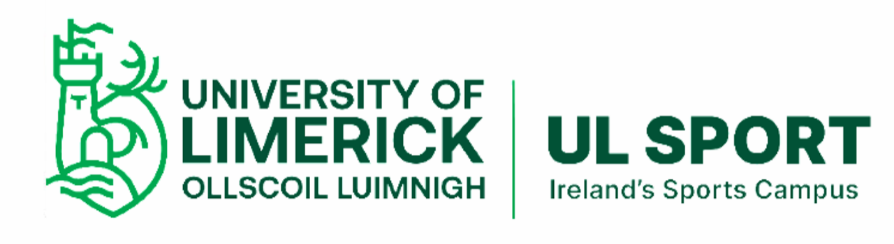 UNIVERSITY OF
LIMERICK
OLLSCOIL LUIMNIGH
UL SPORT
Ireland's Sports Campus